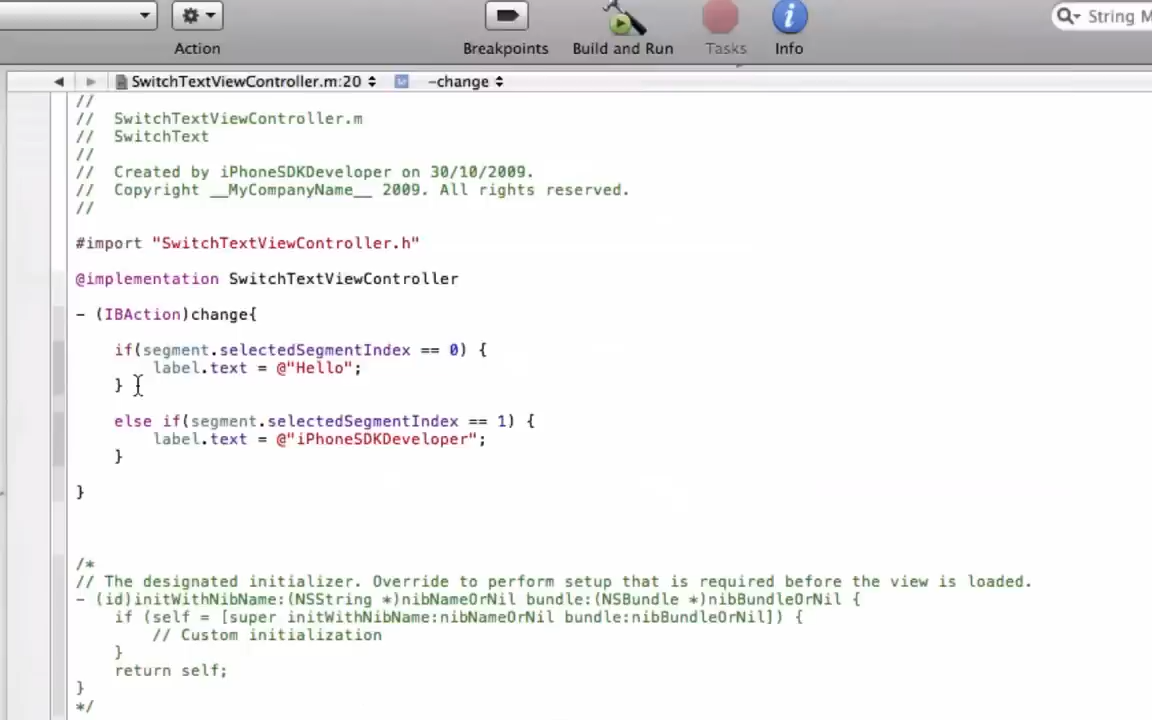 String M
Action
Breakpoints
Build and Run
Tasks
Info
SwitchTextViewController.m:20
-change
//
// SwitchTextViewController.m
// SwitchText
//
// Created by iPhoneSDKDeveloper on 30/10/2009.
// Copyright __MyCompanyName__ 2009. All rights reserved.
//
#import "SwitchTextViewController.h"
@implementation SwitchTextViewController
- (IBAction)change{
if(segment.selectedSegmentIndex == 0) {
label.text = @"Hello";
}
else if(segment.selectedSegmentIndex == 1) {
label.text = @"iPhoneSDKDeveloper";
}
}
/*
// The designated initializer. Override to perform setup that is required before the view is loaded.
- (id)initWithNibName:(NSString *)nibNameOrNil bundle:(NSBundle *)nibBundleOrNil {
if (self = [super initWithNibName:nibNameOrNil bundle:nibBundleOrNil]) {
// Custom initialization
}
return self;
}
*/